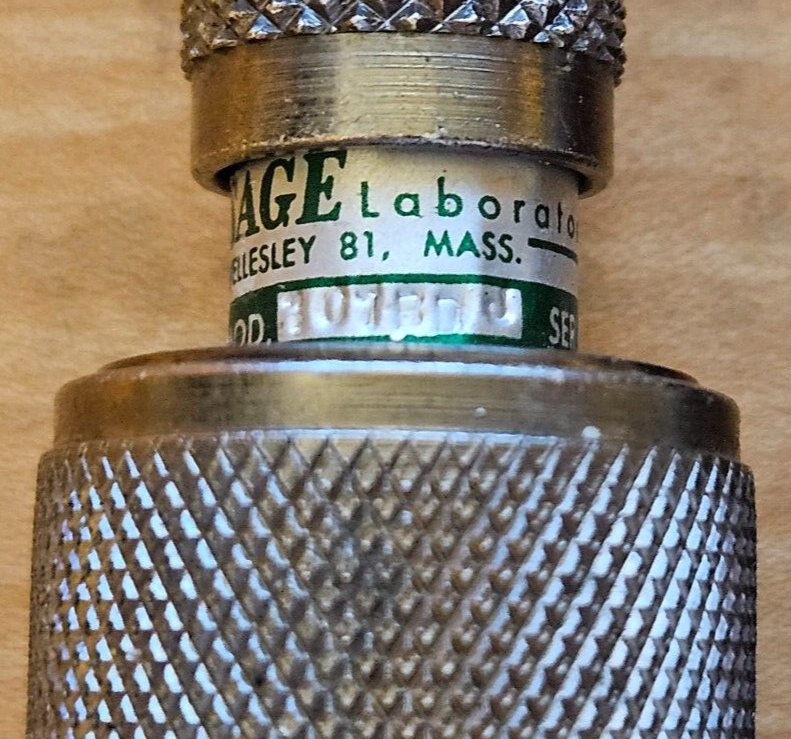 AGE Laborato
ELLESLEY 81, MASS.
OD. SER